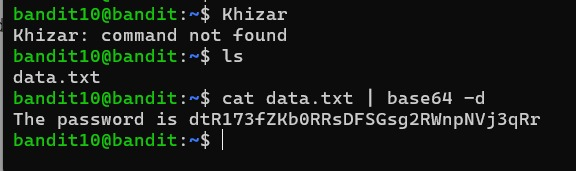 bandit10@bandit:~$ Khizar
Khizar: command not found
bandit10@bandit:~$ ls
data.txt
bandit10@bandit:~$ cat data.txt | base64 -d
The password is dtR173fZKb0RRsDFSGsg2RWnpNVj3qRr
bandit10@bandit:~$